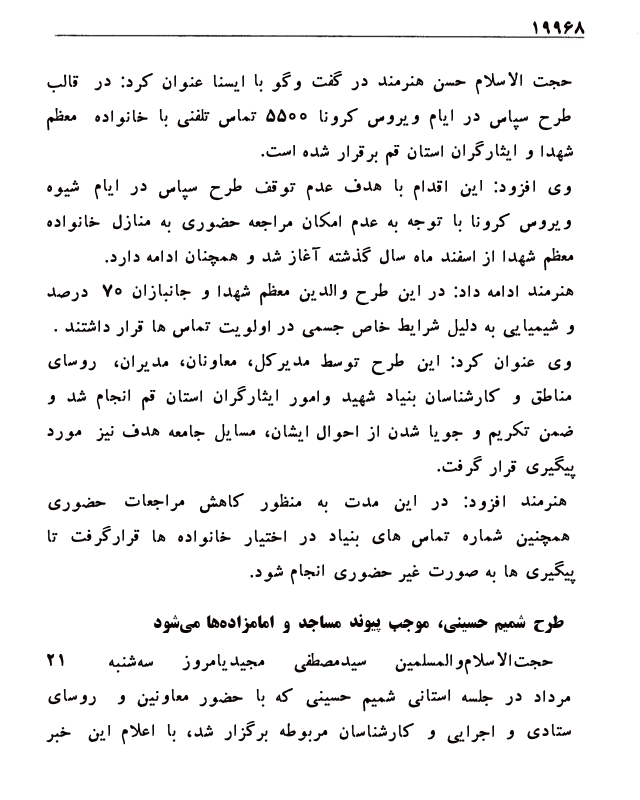 ۱۹۹۶۸
حجت الاسلام حسن هنرمند در گفت وگو با ایسنا عنوان کرد: در قالب
طرح سپاس در ایام ویروس کرونا ۵۵۰۰ تماس تلفنی با خانواده معظم
شهدا و ایثارگران استان قم برقرار شده است.
وی افزود: این اقدام با هدف عدم توقف طرح سپاس در ایام شیوه
ویروس کرونا با توجه به عدم امکان مراجعه حضوری به منازل خانواده
معظم شهدا از اسفند ماه سال گذشته آغاز شد و همچنان ادامه دارد.
هنرمند ادامه داد: در این طرح والدین معظم شهدا و جانبازان ۷۰ درصد
و شیمیایی به دلیل شرایط خاص جسمی در اولویت تماس ها قرار داشتند .
وی عنوان کرد: این طرح توسط مدیرکل، معاونان، مدیران، روسای
مناطق و کارشناسان بنیاد شهید وامور ایثارگران استان قم انجام شد و
ضمن تکریم و جویا شدن از احوال ایشان، مسایل جامعه هدف نیز مورد
پیگیری قرار گرفت.
هنرمند افزود: در این مدت به منظور کاهش مراجعات حضوری
همچنین شماره تماس های بنیاد در اختیار خانواده ها قرارگرفت تا
پیگیری ها به صورت غیر حضوری انجام شود.
طرح شمیم حسینی، موجب پیوند مساجد و امامزاده‌ها می‌شود
حجت‌الاسلام‌والمسلمین سیدمصطفی مجیدیامروز سه‌شنبه ۲۱
مرداد در جلسه استانی شمیم حسینی که با حضور معاونین و روسای
ستادی و اجرایی و کارشناسان مربوطه برگزار شد، با اعلام این خبر